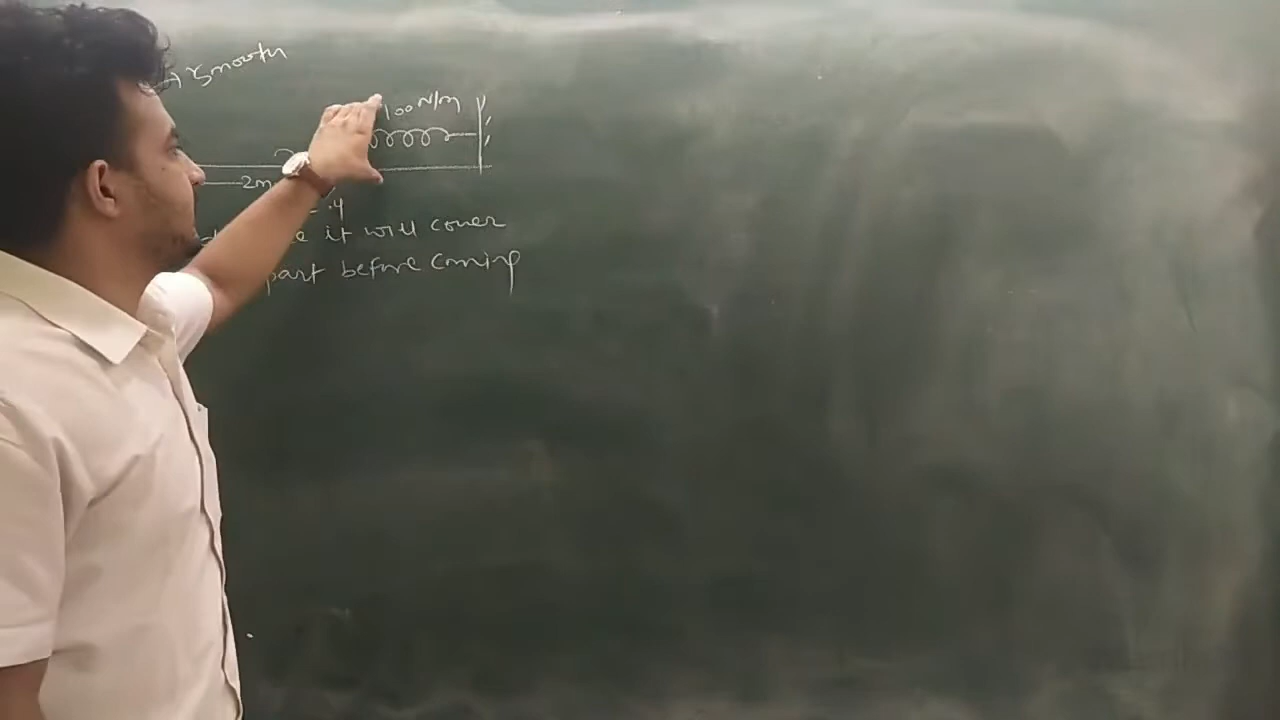 smooth
100 N/m
2m
= .4
it will cover
part before coming